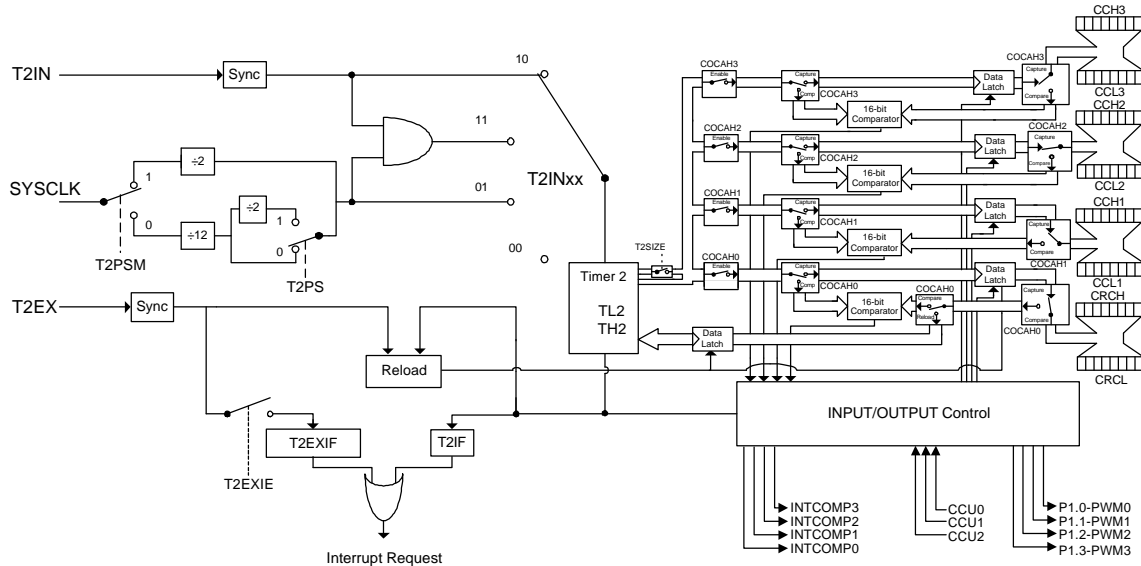 CCH3
T2IN
Sync
10
COCAH3
Enable
Capture
Comp
COCAH3
16-bit
Comparator
Data
Latch
COCAH3
Capture
Compare
CCL3
CCH2
11
÷2
1
SYSCLK
0
÷12
÷2
1
0
T2PSM
T2PS
01
00
T2INxx
COCAH2
Enable
Capture
Comp
COCAH2
16-bit
Comparator
Data
Latch
COCAH2
Capture
Compare
CCL2
CCH1
COCAH1
Enable
Capture
Comp
COCAH1
16-bit
Comparator
Data
Latch
Capture
Compare
COCAH1
CCL1
CRCH
T2SIZE
COCAH0
Enable
Capture
Comp
COCAH0
16-bit
Comparator
COCAH0
Compare
Reload
Data
Latch
Capture
Compare
COCAH0
CRCL
Timer 2
TL2
TH2
Data
Latch
T2EX
Sync
Reload
T2EXIF
T2IF
T2EXIE
Interrupt Request
INPUT/OUTPUT Control
INTCOMP3
INTCOMP2
INTCOMP1
INTCOMP0
CCU0
CCU1
CCU2
P1.0-PWM0
P1.1-PWM1
P1.2-PWM2
P1.3-PWM3